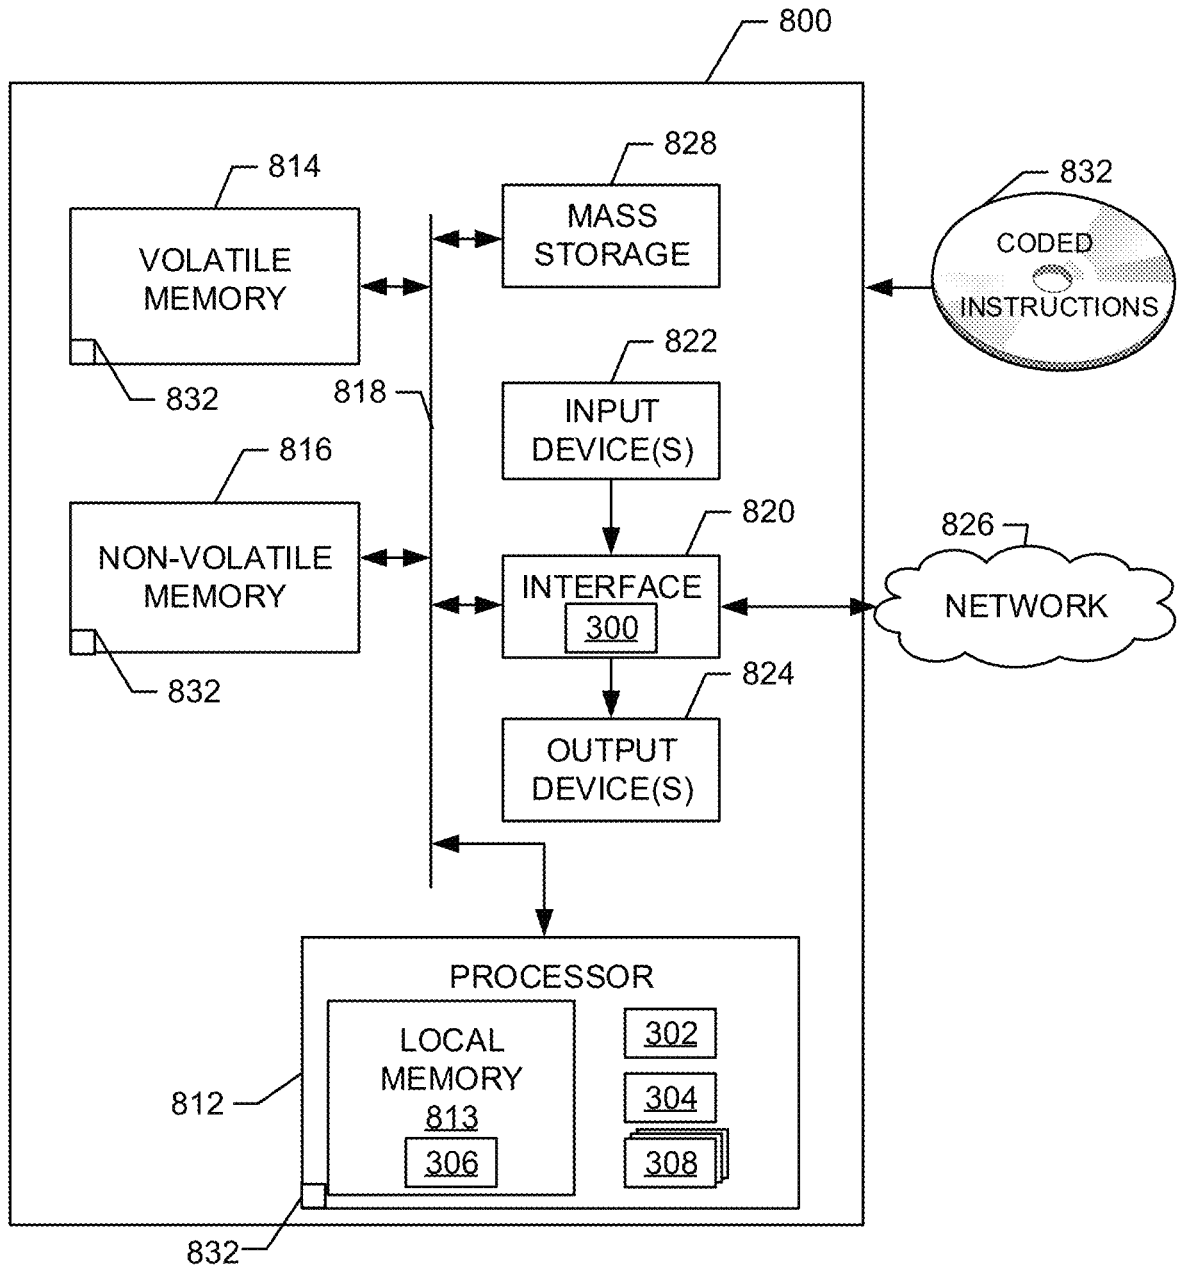 800
828
814
832
MASS
STORAGE
VOLATILE
MEMORY
CODED
INSTRUCTIONS
822
832
818
INPUT
DEVICE(S)
816
820
826
NON-VOLATILE
MEMORY
INTERFACE
300
NETWORK
832
824
OUTPUT
DEVICE(S)
PROCESSOR
LOCAL
MEMORY
813
306
302
304
308
812
832